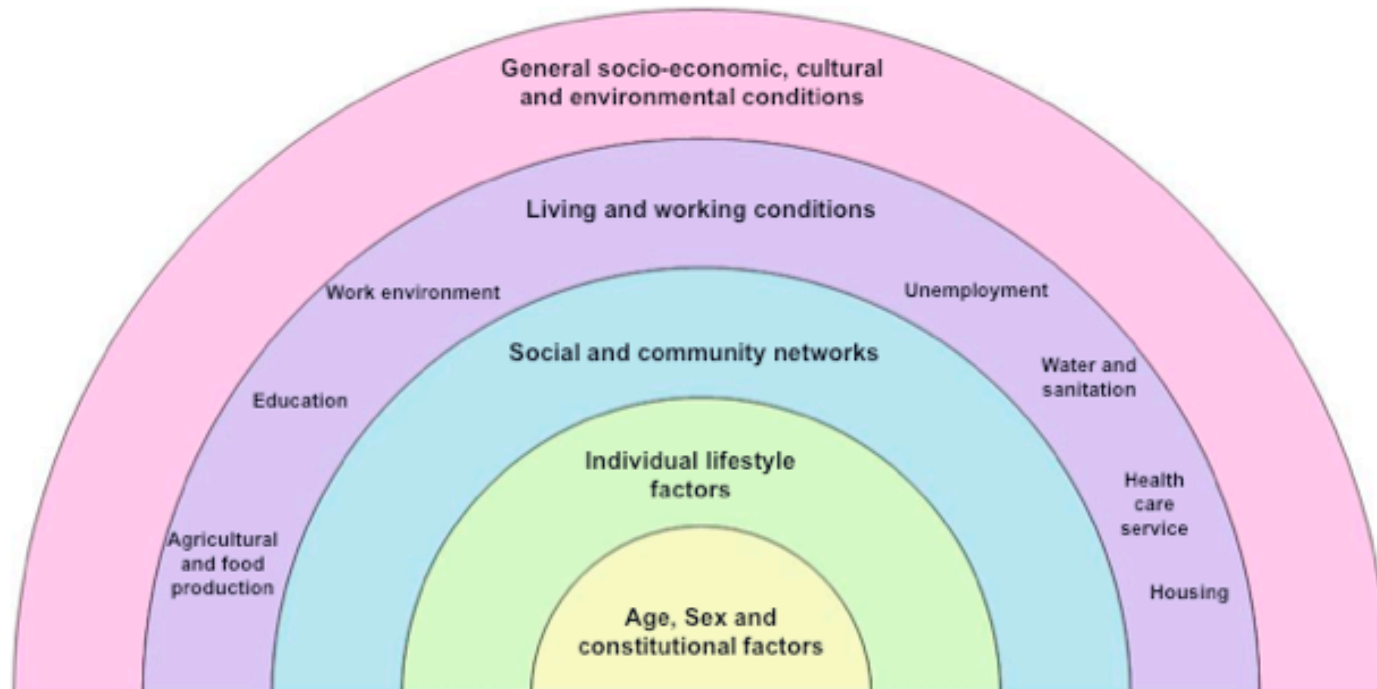 General socio-economic, cultural
and environmental conditions
Living and working conditions
Work environment
Unemployment
Social and community networks
Water and
sanitation
Education
Individual lifestyle
factors
Health
care
service
Agricultural
and food
production
Housing
Age, Sex and
constitutional factors